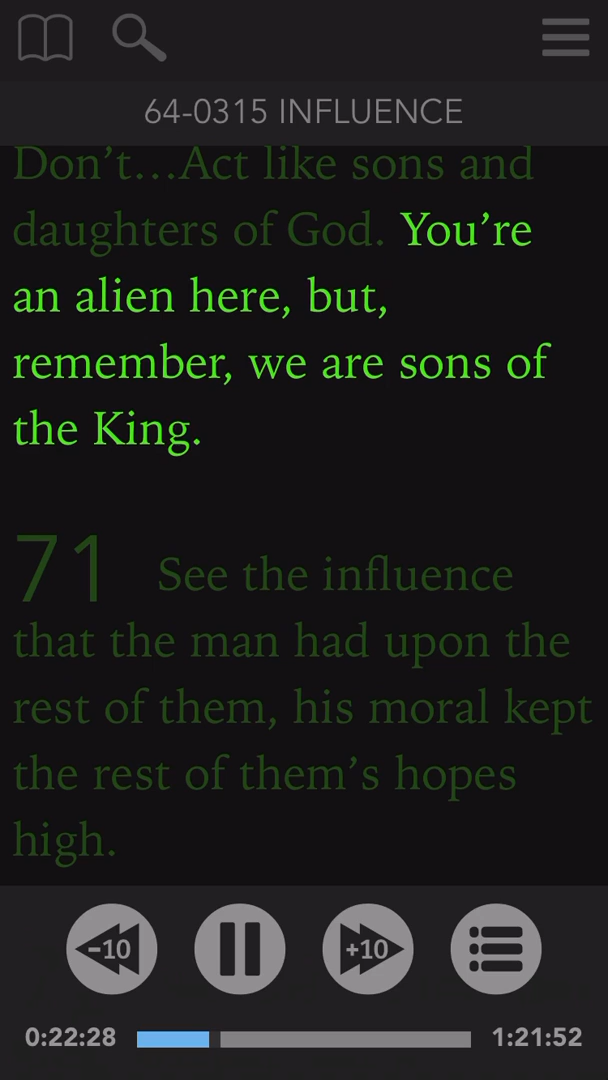 64-0315 INFLUENCE
Don’t…Act like sons and
daughters of God. You’re
an alien here, but,
remember, we are sons of
the King.
71 See the influence
that the man had upon the
rest of them, his moral kept
the rest of them’s hopes
high.
-10 +10
0:22:28 1:21:52